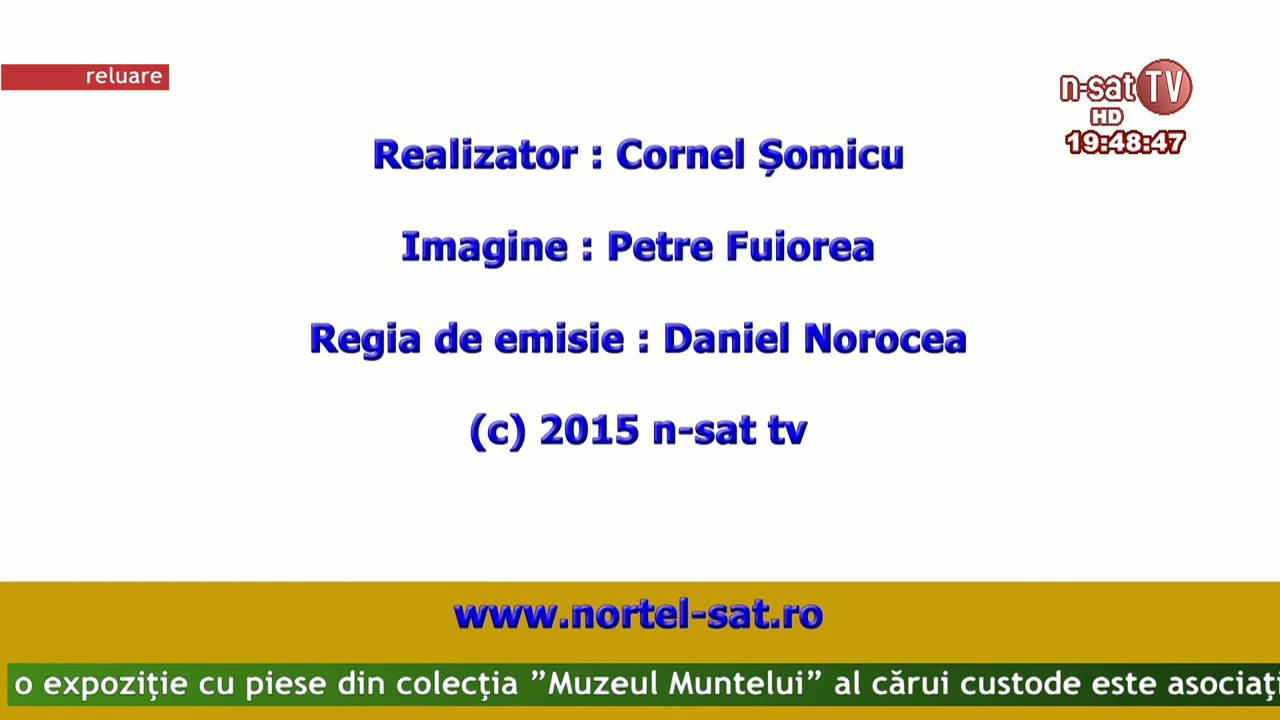 reluare
n-sat TV
HD
19:48:47
Realizator : Cornel Șomicu
Imagine : Petre Fuiorea
Regia de emisie : Daniel Norocea
(c) 2015 n-sat tv
www.nortel-sat.ro
o expoziţie cu piese din colecţia ”Muzeul Muntelui” al cărui custode este asociaţi